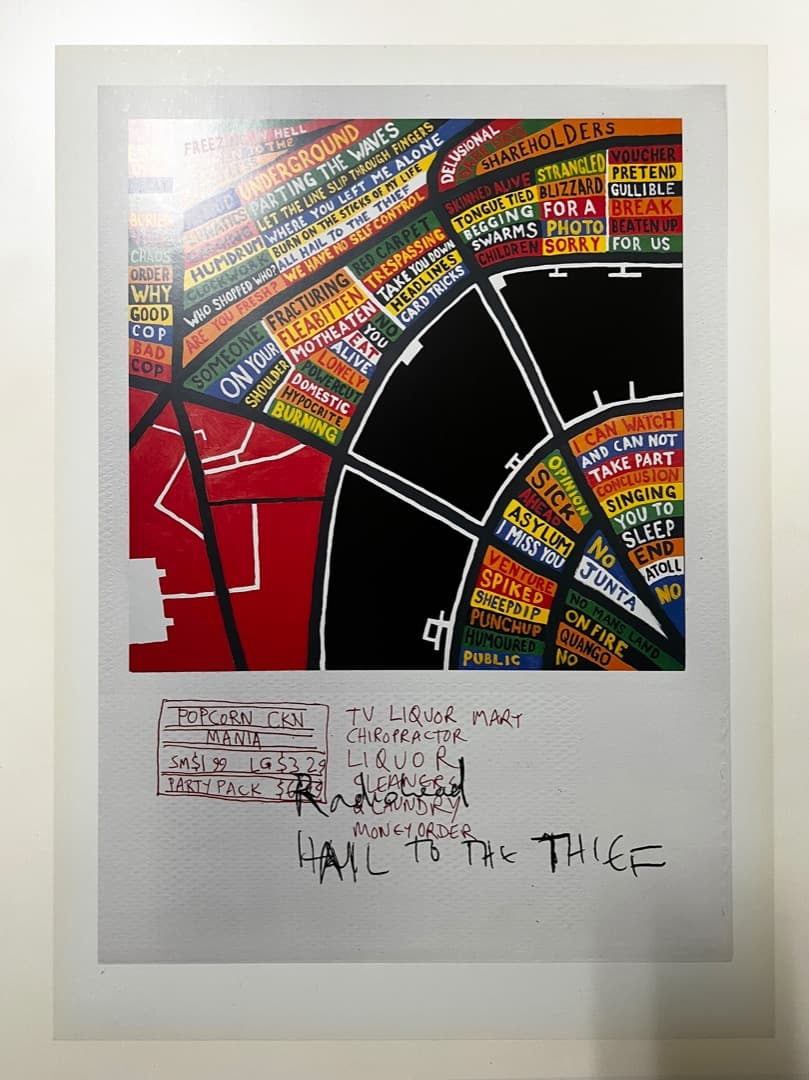 FREEZ
HELL
TO THE
UNDERGROUND
PARTING THE WAVES
LET THE LINE SLIP THROUGH FINGERS
WHERE YOU LEFT ME ALONE
HUMDRUM
BURN ON THE STICKS OF MY LIFE
CLOCKWORK
WHO SHOPPED WHO?
ALL HAIL TO THE THIEF
ARE YOU FRESH?
WE HAVE NO SELF CONTROL
DELUSIONAL
SHAREHOLDERS
SKINNED ALIVE
TONGUE TIED
BEGGING
SWARMS
CHILDREN
STRANGLED
BLIZZARD
FOR A
PHOTO
SORRY
VOUCHER
PRETEND
GULLIBLE
BREAK
BEATEN UP
FOR US
CHAOS
ORDER
WHY
GOOD
COP
BAD
COP
SOMEONE
ON YOUR
SHOULDER
FRACTURING
FLEABITTEN
MOTHEATEN
LONELY
POWERCUT
DOMESTIC
HYPOCRITE
BURNING
RED CARPET
TRESPASSING
TAKE YOU DOWN
HEADLINES
CARD TRICKS
NO
YOU
EAT
ALIVE
I CAN WATCH
AND CAN NOT
TAKE PART
CONCLUSION
SINGING
YOU TO
SLEEP
END
ATOLL
NO
OPINION
SICK
AHEAD
ASYLUM
I MISS YOU
NO
JUNTA
VENTURE
SPIKED
SHEEPDIP
PUNCHUP
HUMOURED
PUBLIC
NO MANS LAND
ON FIRE
QUANGO
NO
POPCORN CKN
MANIA
SM $1 99 LG $3 29
PARTY PACK
TV LIQUOR MART
CHIROPRACTOR
LIQUOR
CLEANERS
& LAUNDRY
MONEY ORDER
Radiohead
HAIL TO THE THIEF